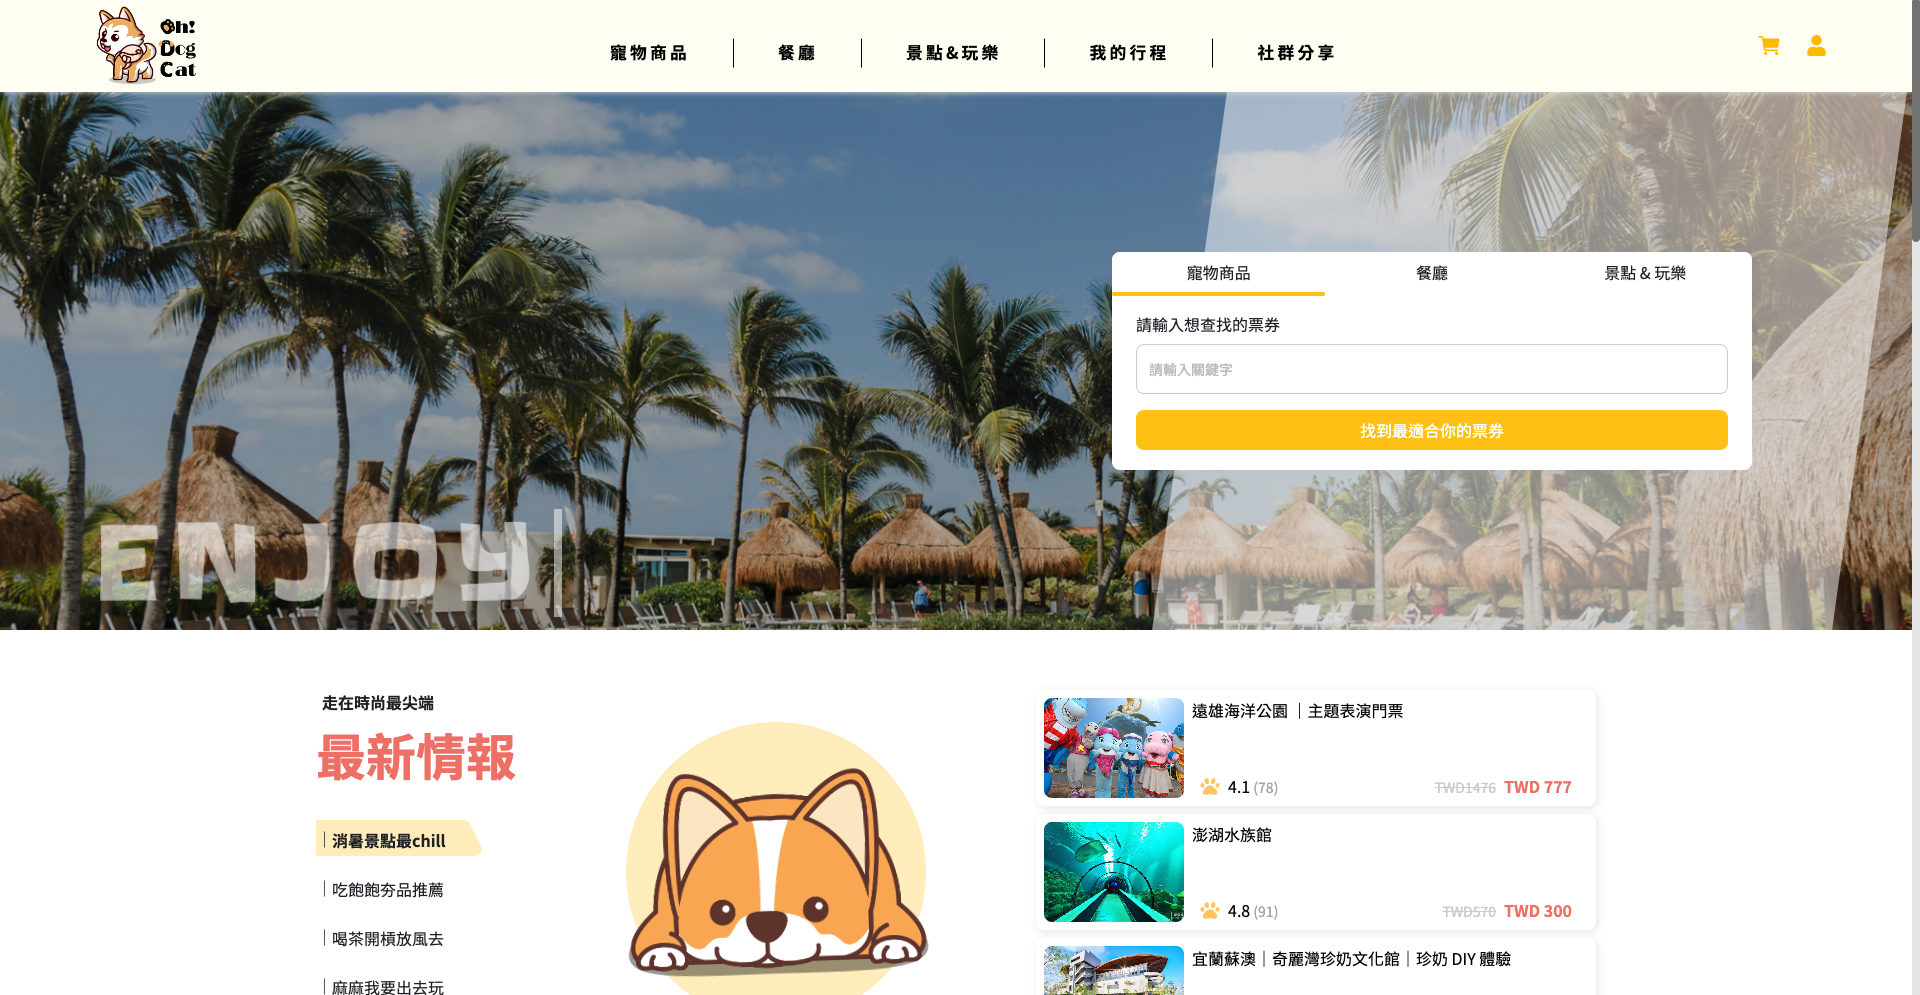 Oh!
Dog
Cat
寵物商品
餐廳
景點&玩樂
我的行程
社群分享
寵物商品
餐廳
景點 & 玩樂
請輸入想查找的票券
請輸入關鍵字
找到最適合你的票券
ENJOY|
走在時尚最尖端
最新情報
｜消暑景點最chill
｜吃飽飽夯品推薦
｜喝茶開槓放風去
｜麻麻我要出去玩
遠雄海洋公園 ｜主題表演門票
4.1 (78)
TWD1476 TWD 777
澎湖水族館
4.8 (91)
TWD570 TWD 300
宜蘭蘇澳｜奇麗灣珍奶文化館｜珍奶 DIY 體驗